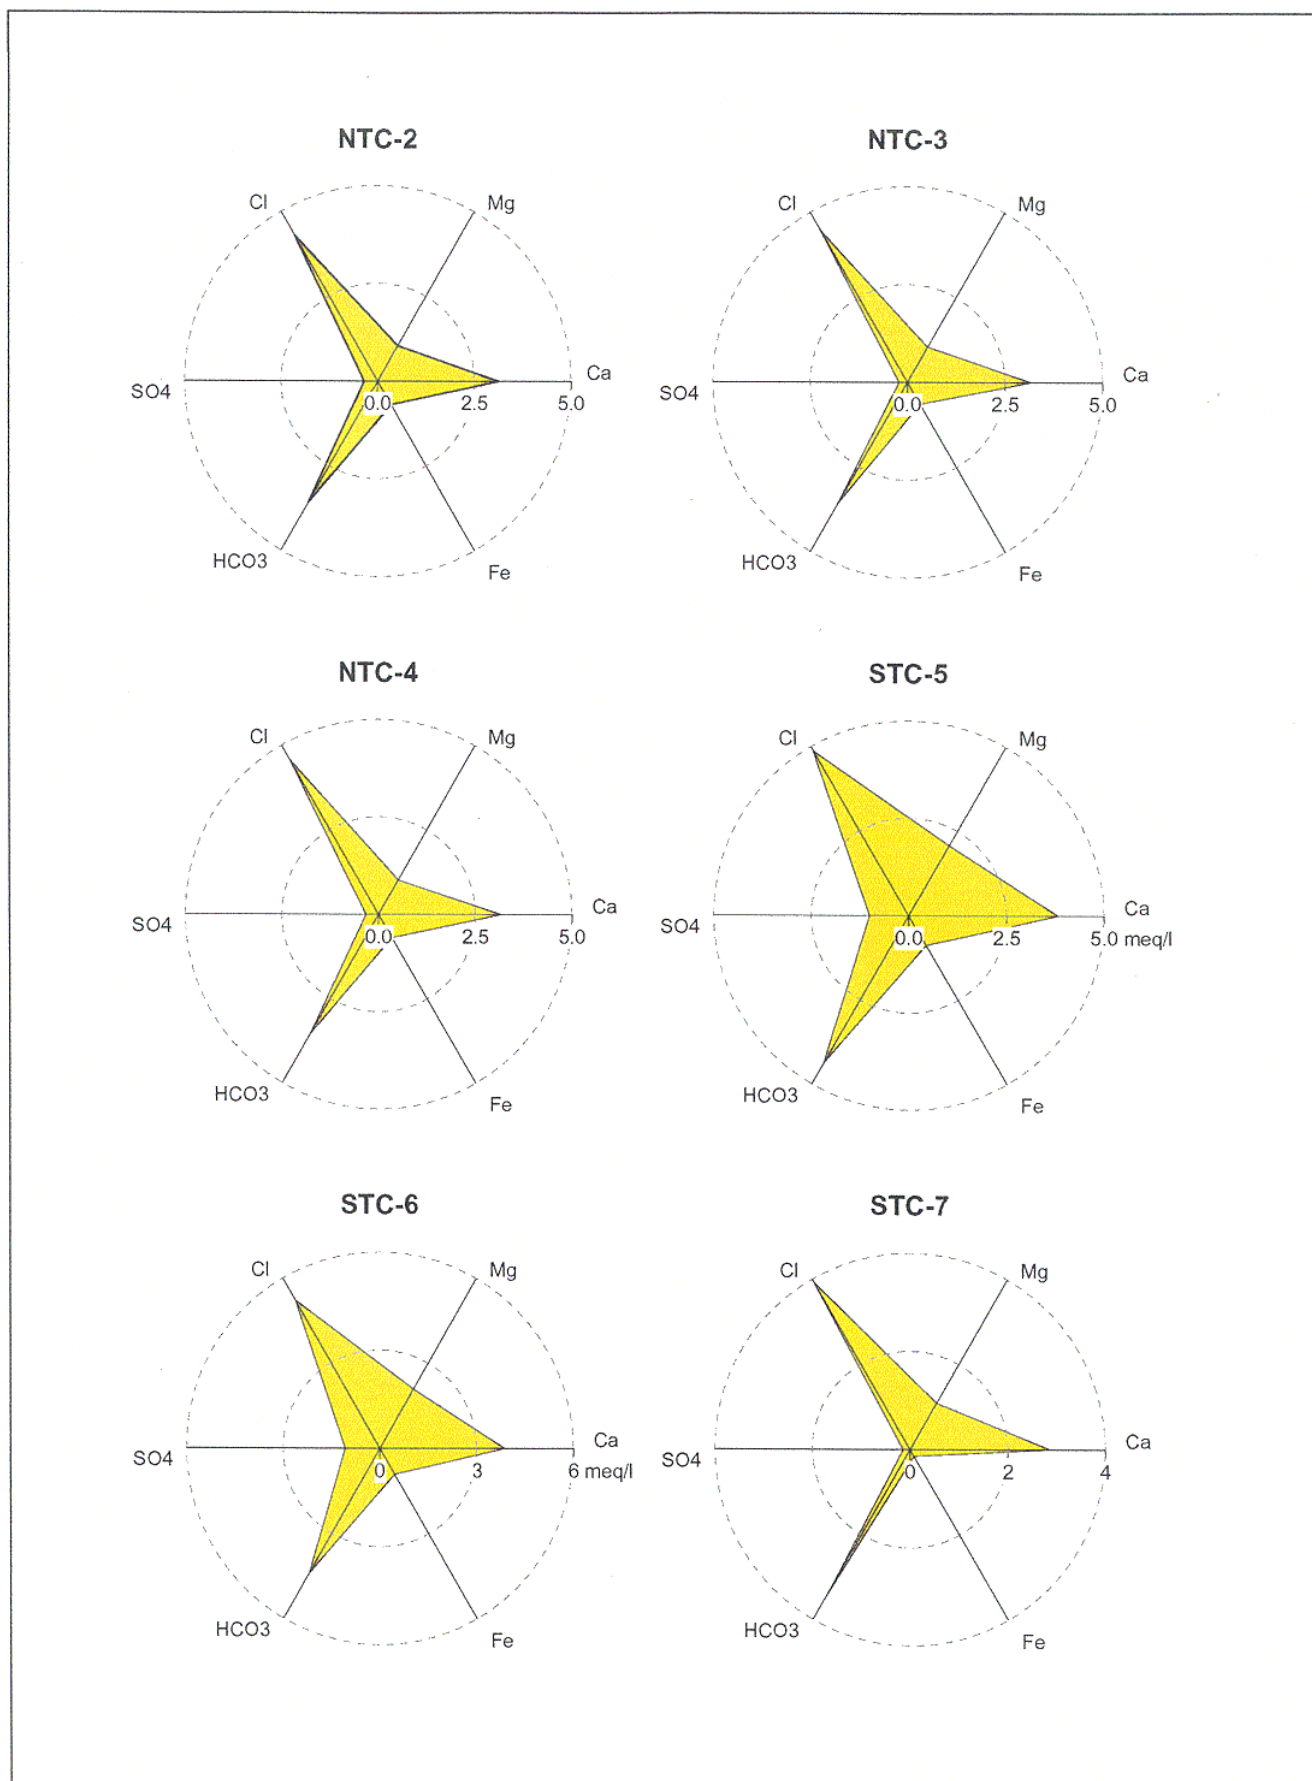 NTC-2
NTC-3
Cl
Mg
Cl
Mg
SO4
Ca
SO4
Ca
0.0
2.5
5.0
0.0
2.5
5.0
HCO3
Fe
HCO3
Fe
NTC-4
STC-5
Cl
Mg
Cl
Mg
SO4
Ca
SO4
Ca
0.0
2.5
5.0
0.0
2.5
5.0 meq/l
HCO3
Fe
HCO3
Fe
STC-6
STC-7
Cl
Mg
Cl
Mg
SO4
Ca
SO4
Ca
0
3
6 meq/l
0
2
4
HCO3
Fe
HCO3
Fe